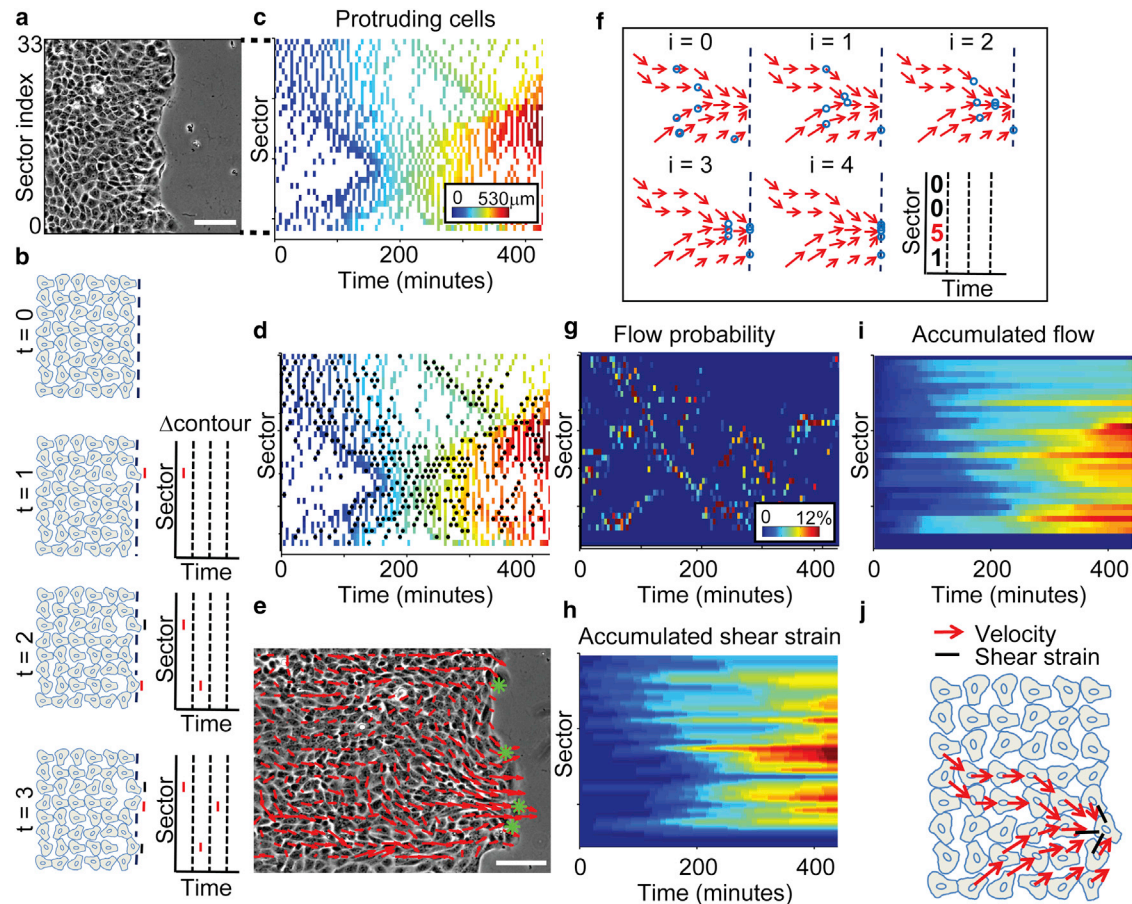 a
33
Sector index
0
b
t = 0
t = 1
Δcontour
Sector
Time
t = 2
Sector
Time
t = 3
Sector
Time
c
Protruding cells
Sector
0 530µm
0 200 400
Time (minutes)
d
Sector
0 200 400
Time (minutes)
e
f
i = 0 i = 1 i = 2
i = 3 i = 4
Sector
0
0
5
1
Time
g
Flow probability
Sector
0 12%
0 200 400
Time (minutes)
h
Accumulated shear strain
Sector
0 200 400
Time (minutes)
i
Accumulated flow
Sector
0 200 400
Time (minutes)
j
Velocity
Shear strain